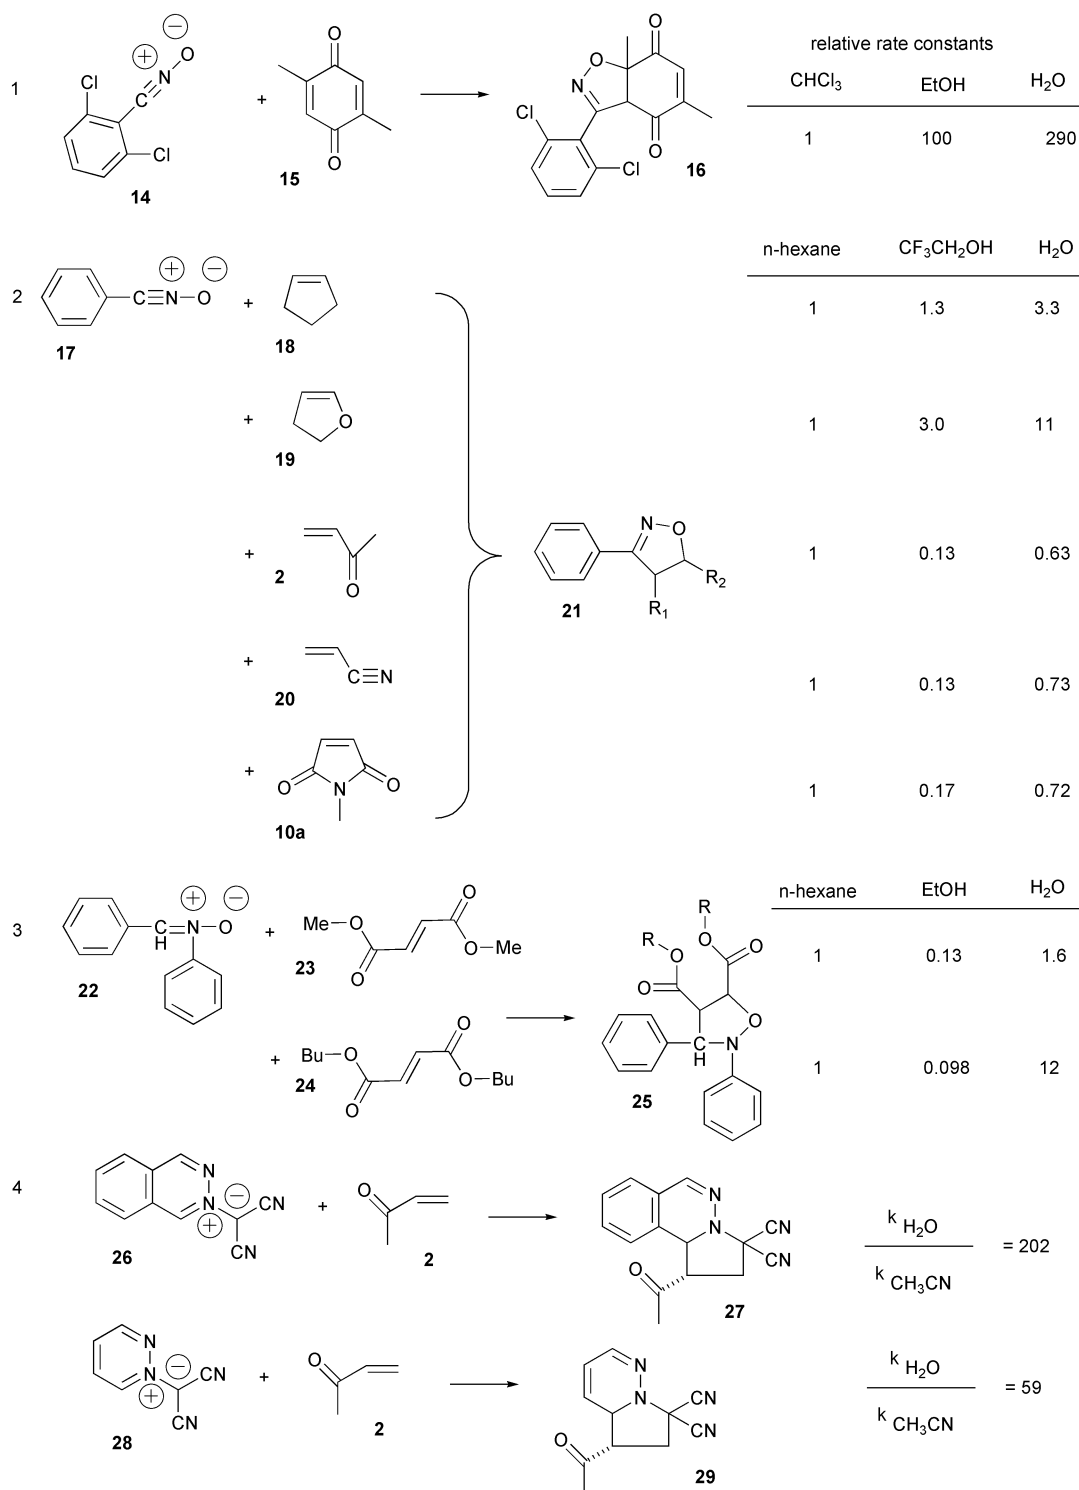 relative rate constants
CHCl3 EtOH H2O
1 Cl C≡N O + − Cl 14 + O O 15 O N O O Cl Cl 16 1 100 290
n-hexane CF3CH2OH H2O
2 C≡N−O + − 17 + 18 1 1.3 3.3
+ O 19 1 3.0 11
+ O 2 N O R2 R1 21 1 0.13 0.63
+ C≡N 20 1 0.13 0.73
+ O N O 10a 1 0.17 0.72
n-hexane EtOH H2O
3 C=N−O H + − 22 + Me−O O O O−Me 23 R O O R O O C H N O 25 1 0.13 1.6
+ Bu−O O O O−Bu 24 1 0.098 12
4 N N + − CN CN 26 + O 2 N N CN CN O 27 k H2O / k CH3CN = 202
N N + − CN CN 28 + O 2 N N CN CN O 29 k H2O / k CH3CN = 59